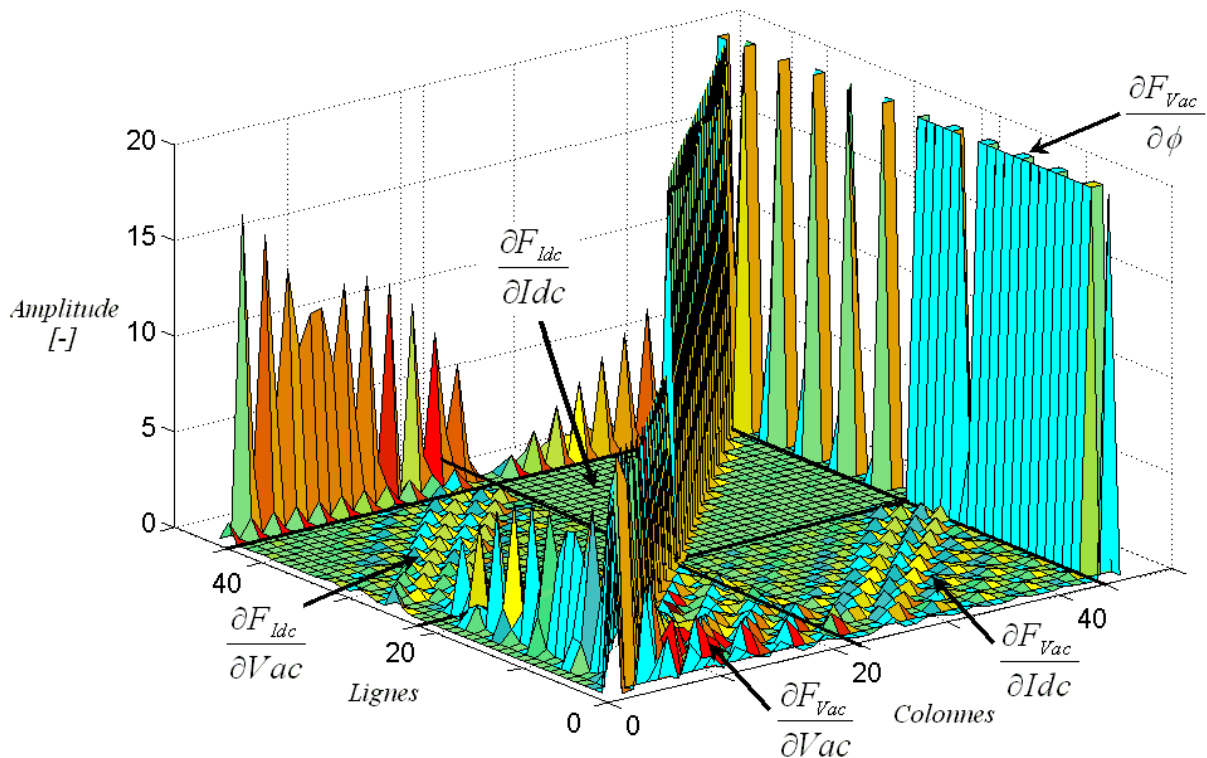 20
15
10
5
0
Amplitude
[-]
∂F_Vac
∂ϕ
∂F_Idc
∂Idc
∂F_Idc
∂Vac
∂F_Vac
∂Vac
∂F_Vac
∂Idc
40
20
0
Lignes
0
20
40
Colonnes